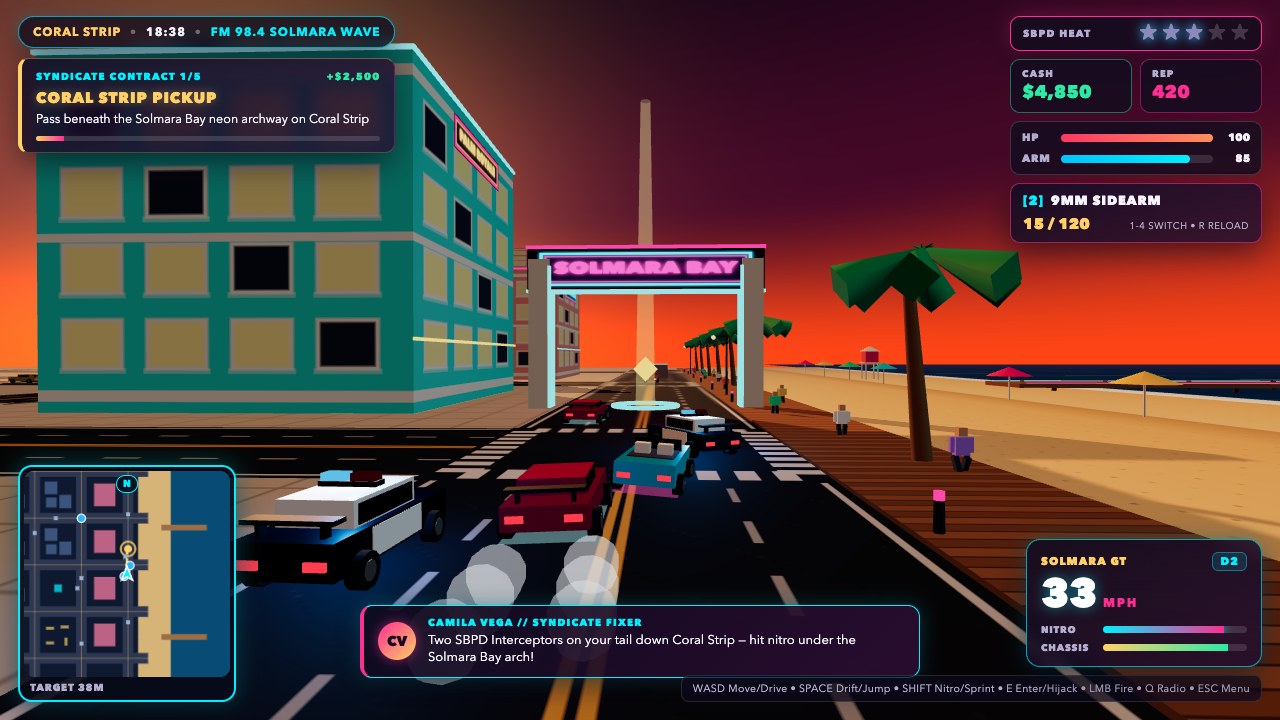 CORAL STRIP • 18:38 • FM 98.4 SOLMARA WAVE
SYNDICATE CONTRACT 1/5 +$2,500
CORAL STRIP PICKUP
Pass beneath the Solmara Bay neon archway on Coral Strip
SBPD HEAT
CASH
$4,850
REP
420
HP 100
ARM 85
[2] 9MM SIDEARM
15 / 120 1-4 SWITCH • R RELOAD
SOLMARA BAY
N
TARGET 38M
CV
CAMILA VEGA // SYNDICATE FIXER
Two SBPD Interceptors on your tail down Coral Strip – hit nitro under the
Solmara Bay arch!
SOLMARA GT D2
33 MPH
NITRO
CHASSIS
WASD Move/Drive • SPACE Drift/Jump • SHIFT Nitro/Sprint • E Enter/Hijack • LMB Fire • Q Radio • ESC Menu